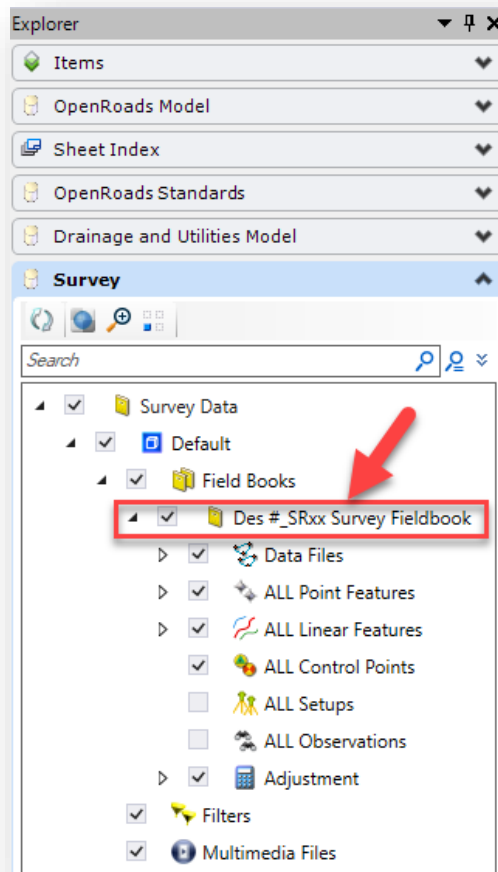 Explorer
Items
OpenRoads Model
Sheet Index
OpenRoads Standards
Drainage and Utilities Model
Survey
Search
Survey Data
Default
Field Books
Des #_SRxx Survey Fieldbook
Data Files
ALL Point Features
ALL Linear Features
ALL Control Points
ALL Setups
ALL Observations
Adjustment
Filters
Multimedia Files